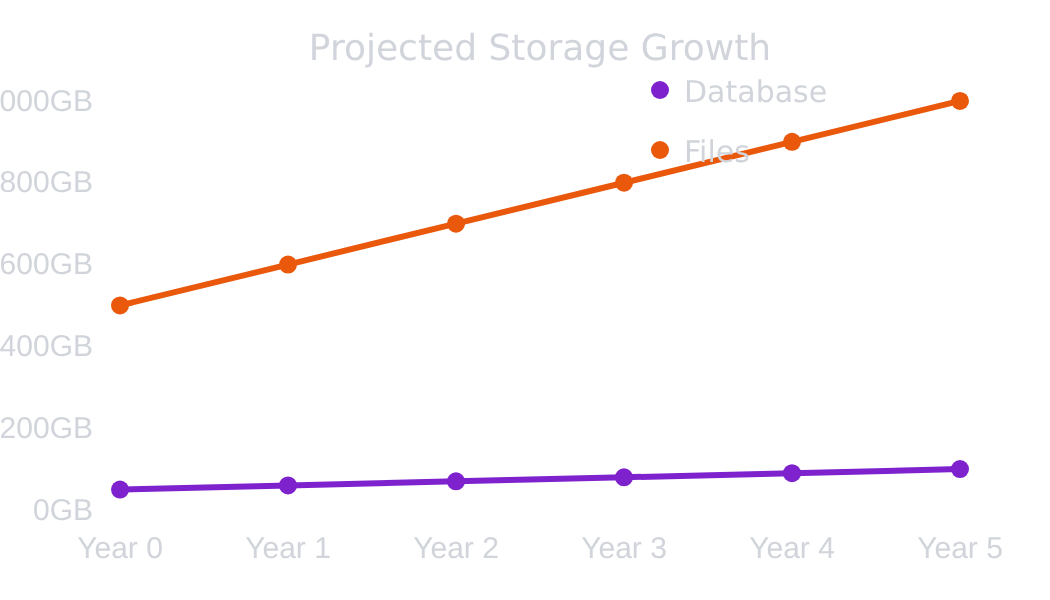 Projected Storage Growth
Database
Files
000GB
800GB
600GB
400GB
200GB
0GB
Year 0 Year 1 Year 2 Year 3 Year 4 Year 5